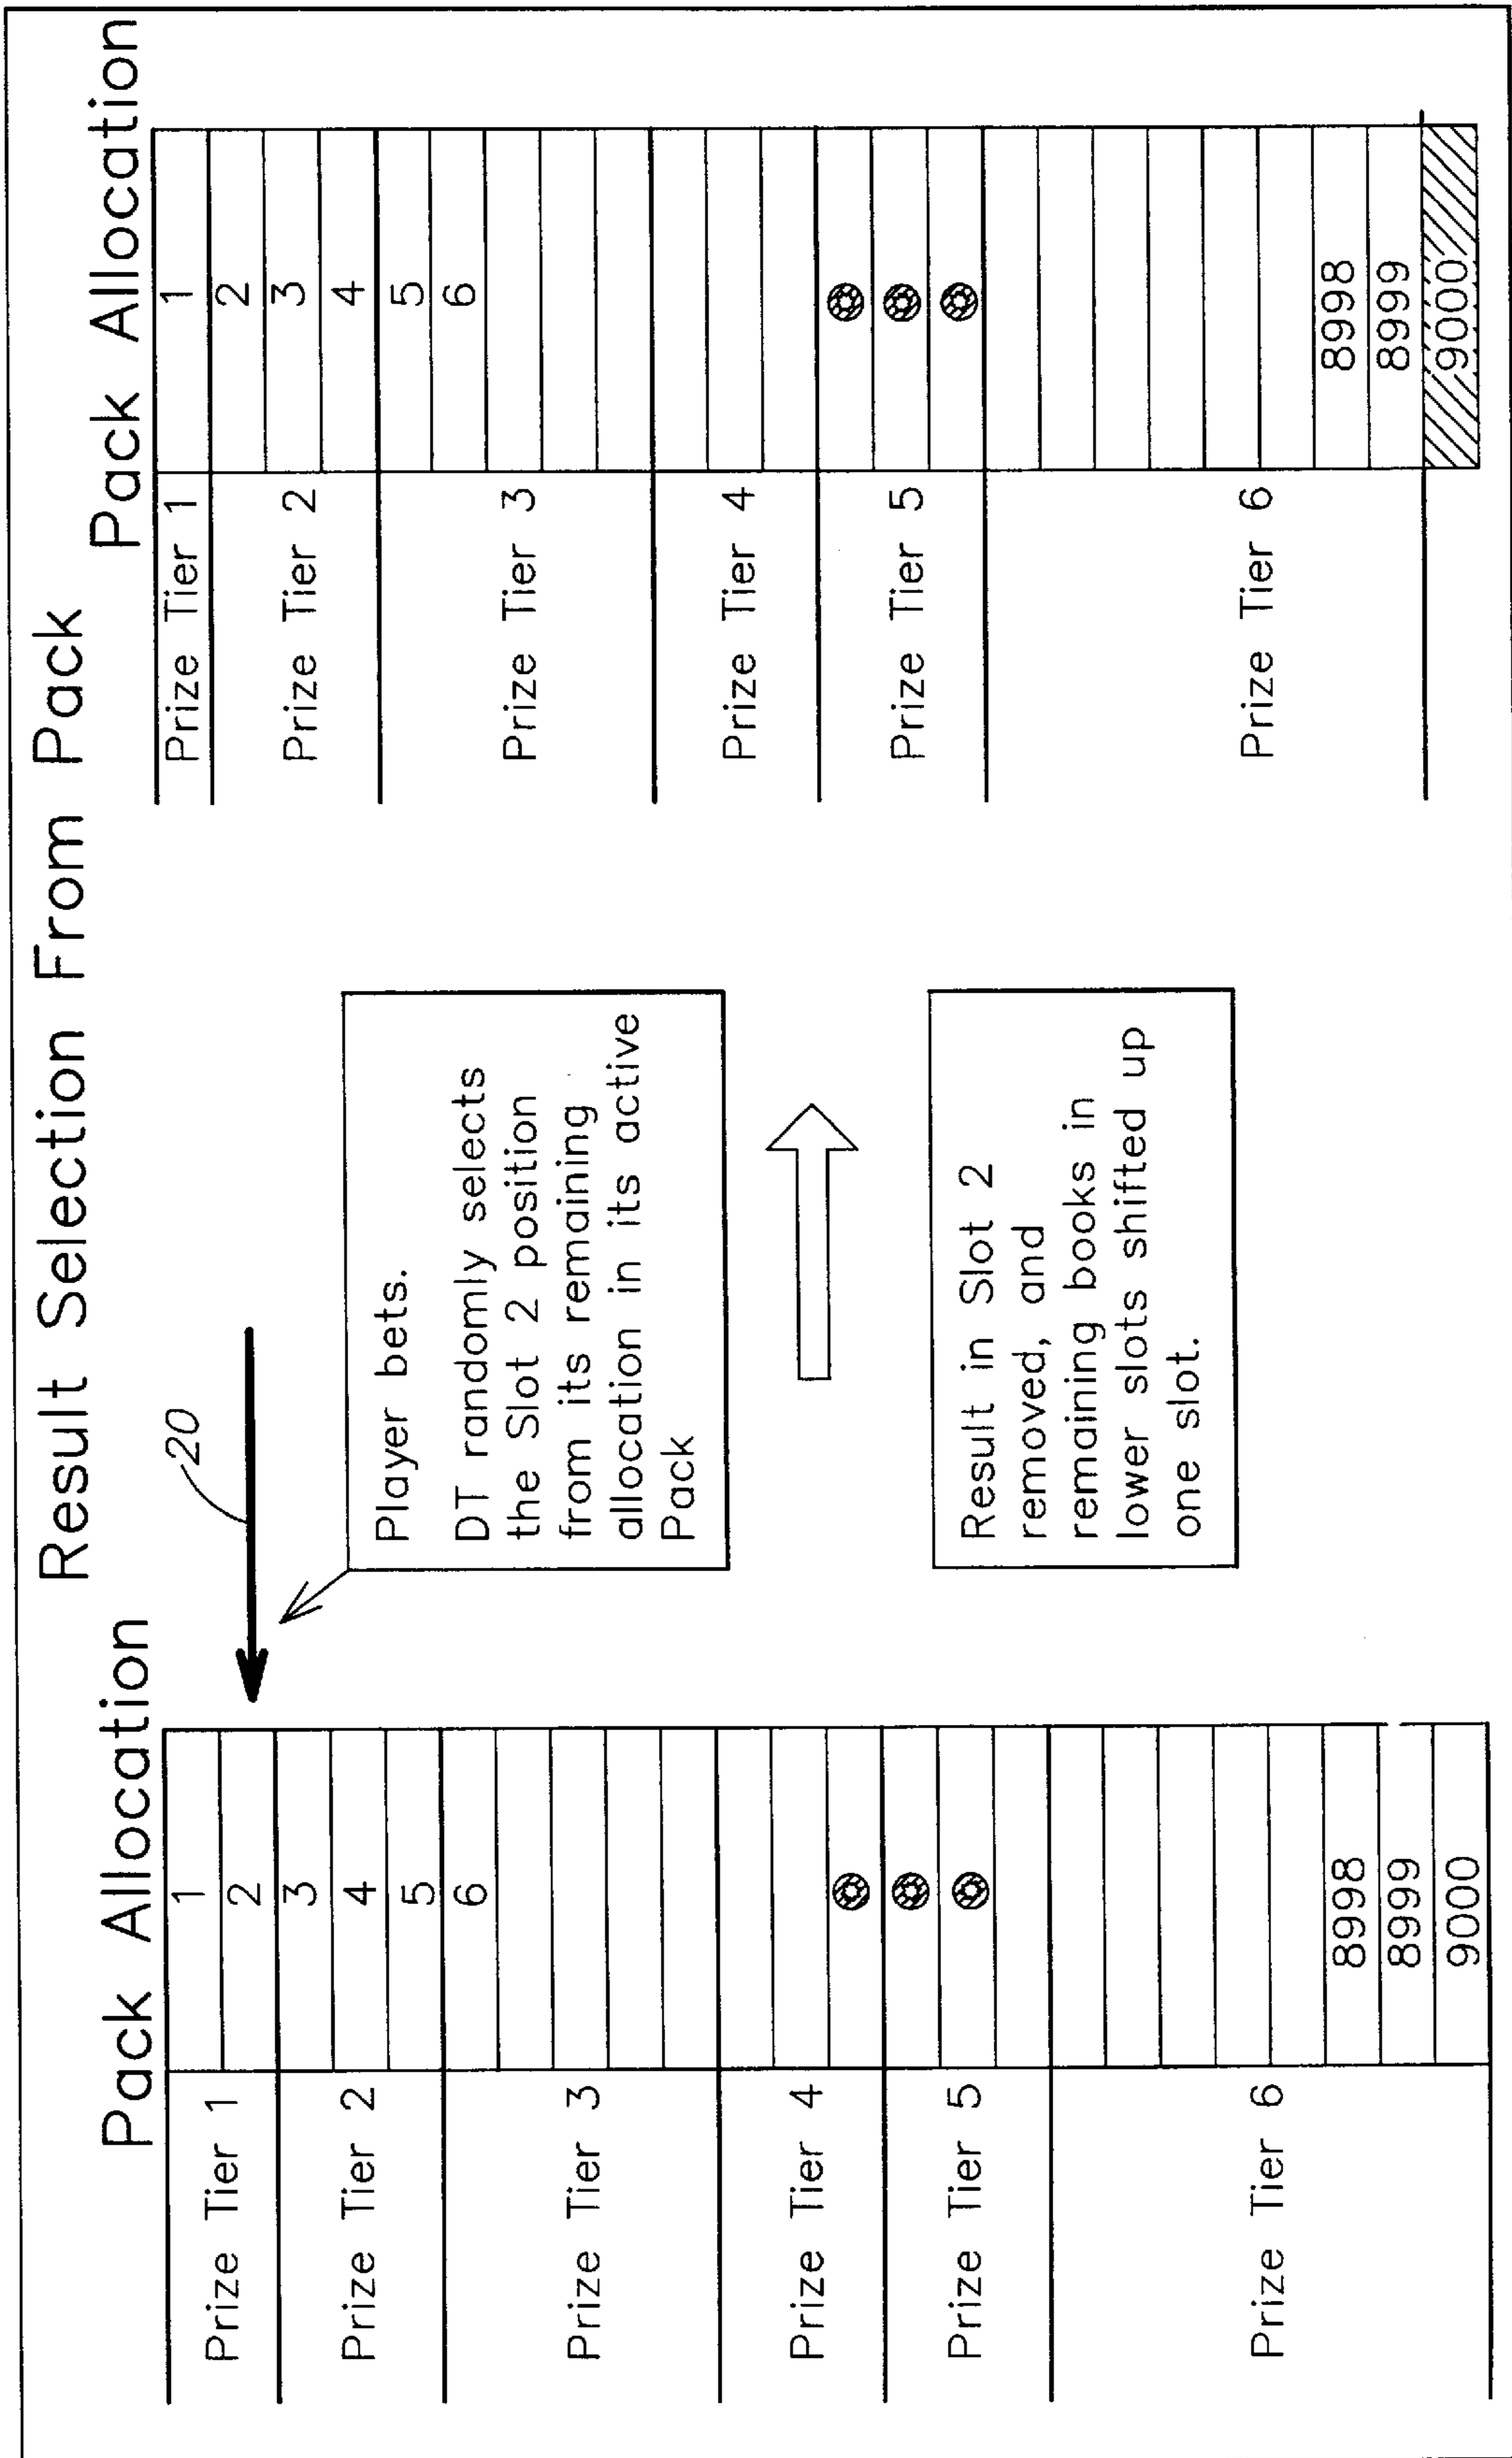 Result Selection From Pack
Pack Allocation
Prize Tier 1
Prize Tier 2
Prize Tier 3
Prize Tier 4
Prize Tier 5
Prize Tier 6
1
2
3
4
5
6
8998
8999
9000
20
Player bets.
DT randomly selects
the Slot 2 position
from its remaining
allocation in its active
Pack
Result in Slot 2
removed, and
remaining books in
lower slots shifted up
one slot.
Pack Allocation
Prize Tier 1
Prize Tier 2
Prize Tier 3
Prize Tier 4
Prize Tier 5
Prize Tier 6
1
2
3
4
5
6
8998
8999
9000